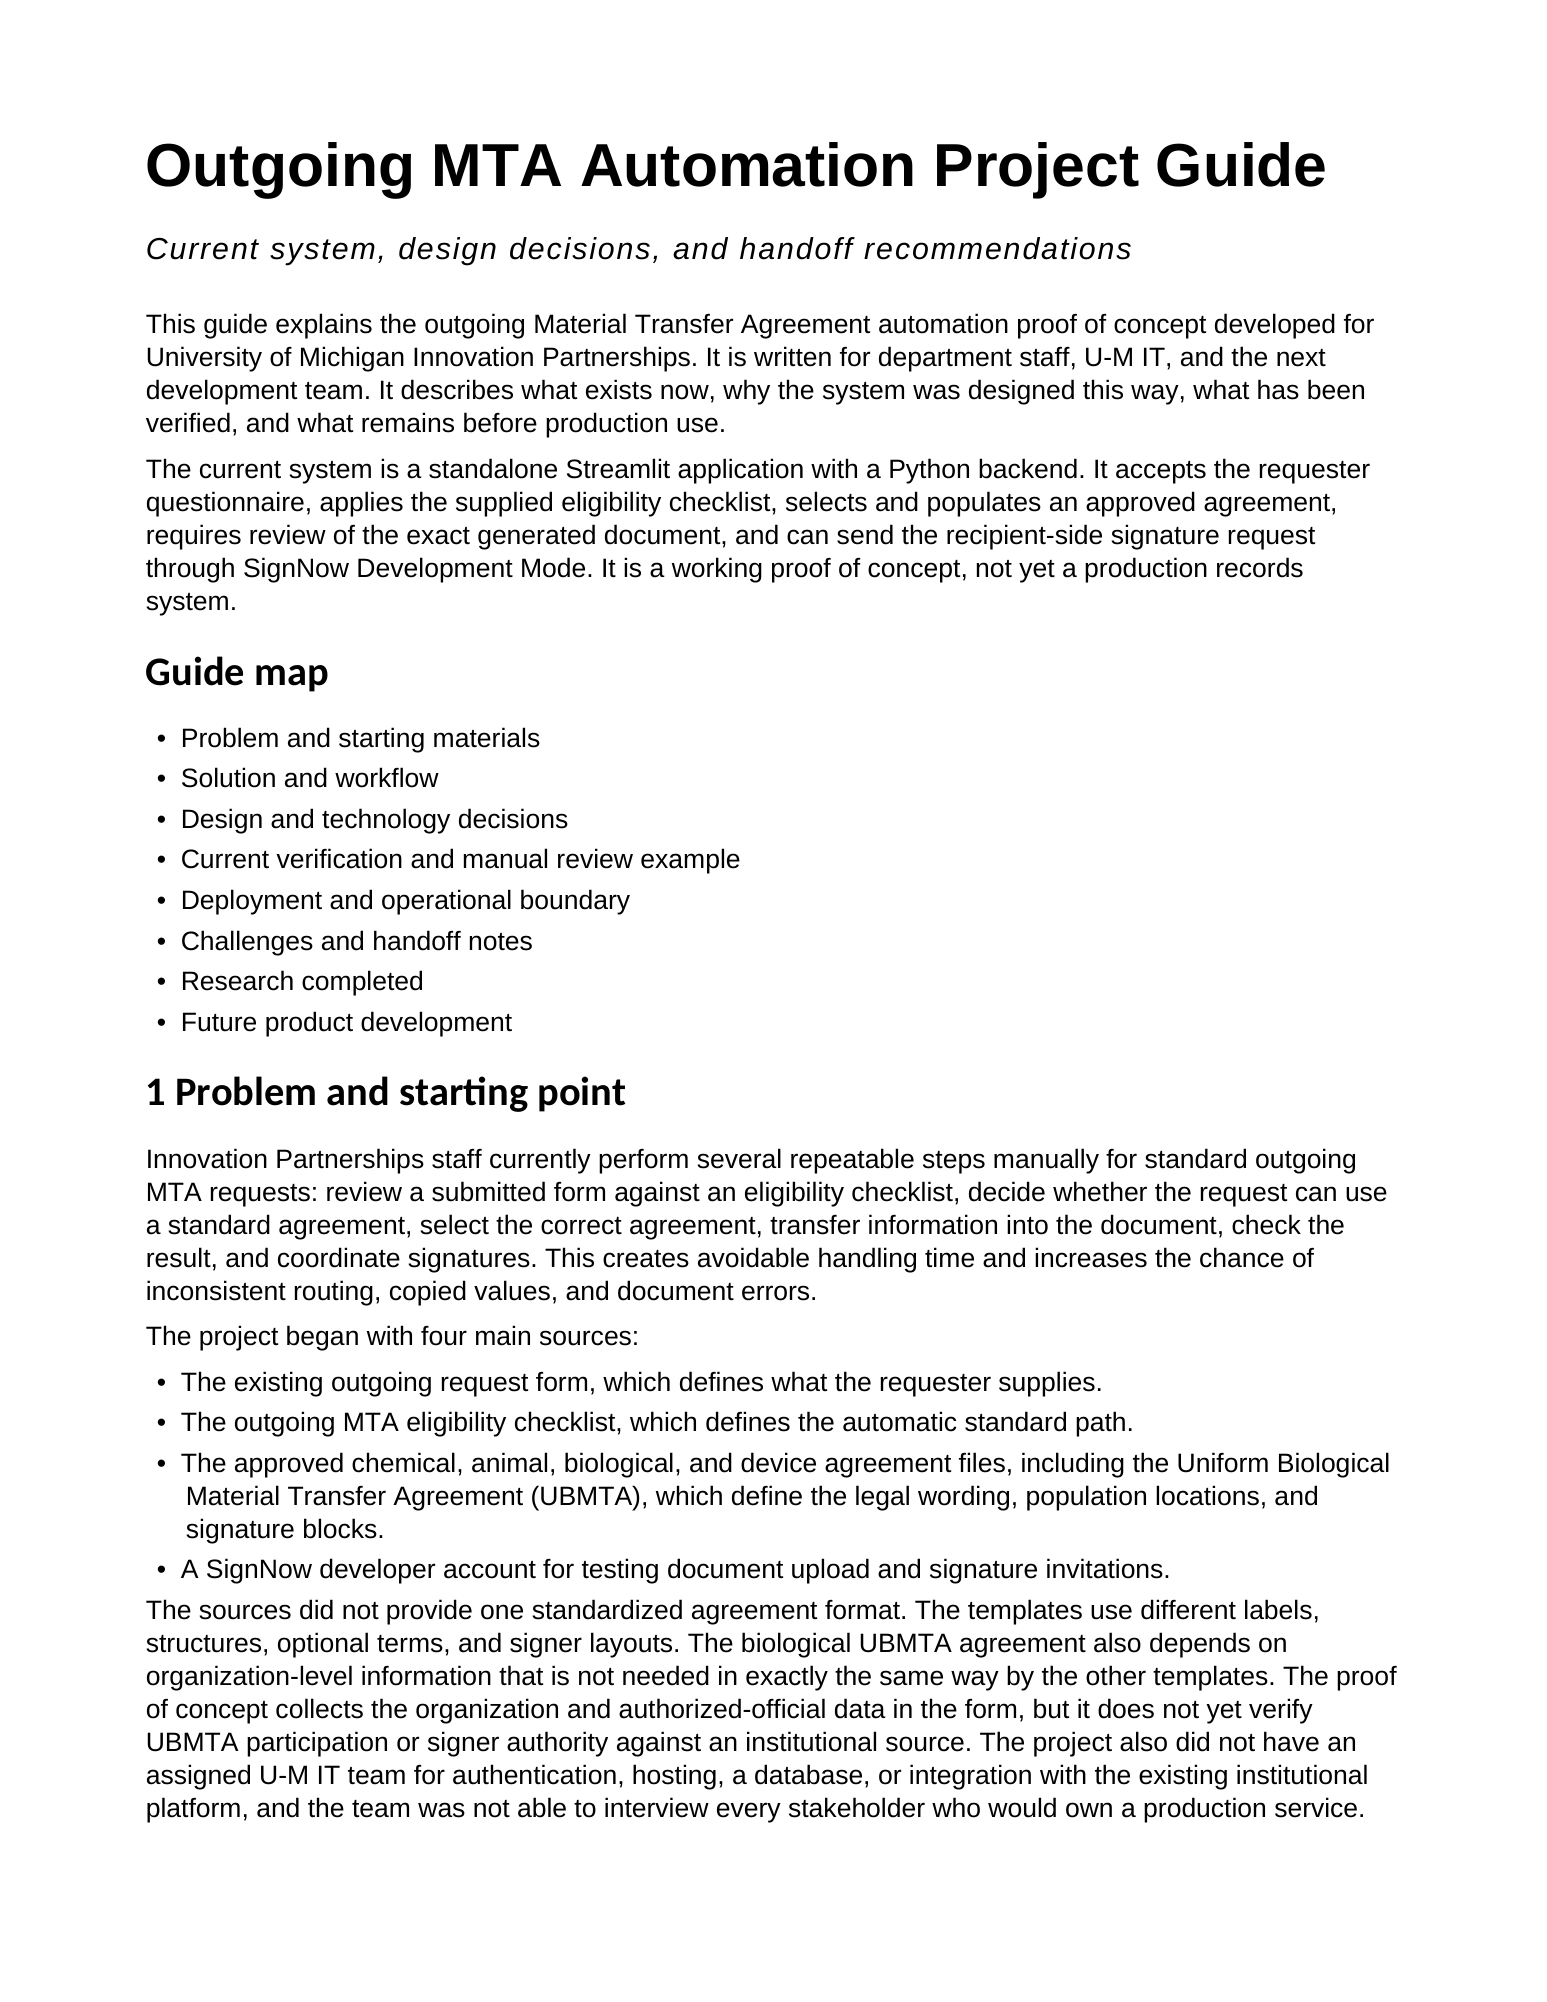 Outgoing MTA Automation Project Guide
Current system, design decisions, and handoff recommendations
This guide explains the outgoing Material Transfer Agreement automation proof of concept developed for
University of Michigan Innovation Partnerships. It is written for department staff, U-M IT, and the next
development team. It describes what exists now, why the system was designed this way, what has been
verified, and what remains before production use.
The current system is a standalone Streamlit application with a Python backend. It accepts the requester
questionnaire, applies the supplied eligibility checklist, selects and populates an approved agreement,
requires review of the exact generated document, and can send the recipient-side signature request
through SignNow Development Mode. It is a working proof of concept, not yet a production records
system.
Guide map
• Problem and starting materials
• Solution and workflow
• Design and technology decisions
• Current verification and manual review example
• Deployment and operational boundary
• Challenges and handoff notes
• Research completed
• Future product development
1 Problem and starting point
Innovation Partnerships staff currently perform several repeatable steps manually for standard outgoing
MTA requests: review a submitted form against an eligibility checklist, decide whether the request can use
a standard agreement, select the correct agreement, transfer information into the document, check the
result, and coordinate signatures. This creates avoidable handling time and increases the chance of
inconsistent routing, copied values, and document errors.
The project began with four main sources:
• The existing outgoing request form, which defines what the requester supplies.
• The outgoing MTA eligibility checklist, which defines the automatic standard path.
• The approved chemical, animal, biological, and device agreement files, including the Uniform Biological
Material Transfer Agreement (UBMTA), which define the legal wording, population locations, and
signature blocks.
• A SignNow developer account for testing document upload and signature invitations.
The sources did not provide one standardized agreement format. The templates use different labels,
structures, optional terms, and signer layouts. The biological UBMTA agreement also depends on
organization-level information that is not needed in exactly the same way by the other templates. The proof
of concept collects the organization and authorized-official data in the form, but it does not yet verify
UBMTA participation or signer authority against an institutional source. The project also did not have an
assigned U-M IT team for authentication, hosting, a database, or integration with the existing institutional
platform, and the team was not able to interview every stakeholder who would own a production service.